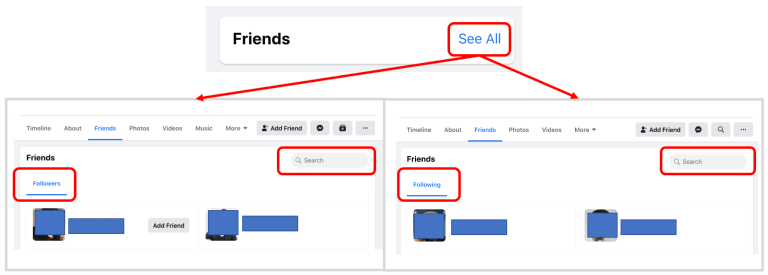 Friends See All
Timeline About Friends Photos Videos Music More Add Friend
Friends Search
Followers
Add Friend
Timeline About Friends Photos Videos More Add Friend
Friends Search
Following